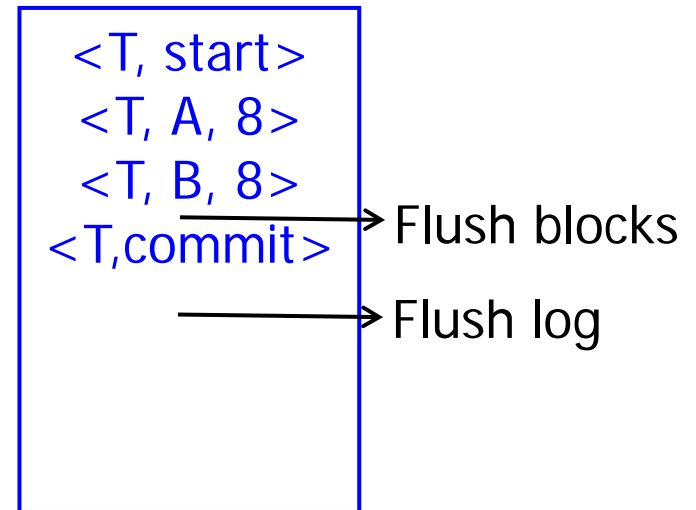 <T, start>
<T, A, 8>
<T, B, 8>
Flush blocks
<T,commit>
Flush log